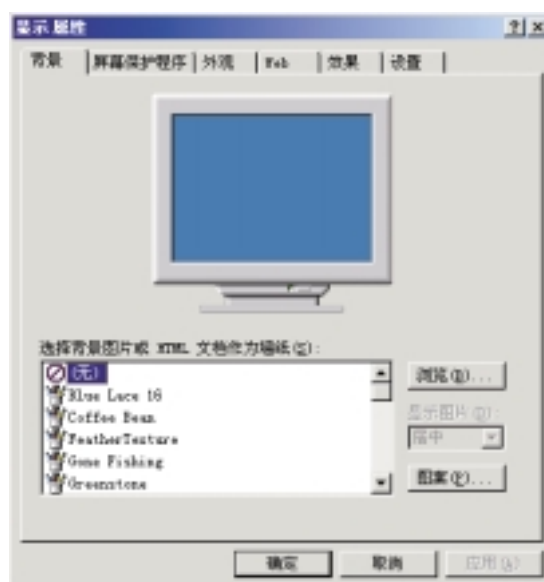 显示 属性
背景 屏幕保护程序 外观 Web 效果 设置
选择背景图片或 HTML 文档作为墙纸(S):
(无)
Blue Lace 16
Coffee Bean
FeatherTexture
Gone Fishing
Greenstone
浏览(B)...
显示图片(D):
居中
图案(P)...
确定 取消 应用(A)